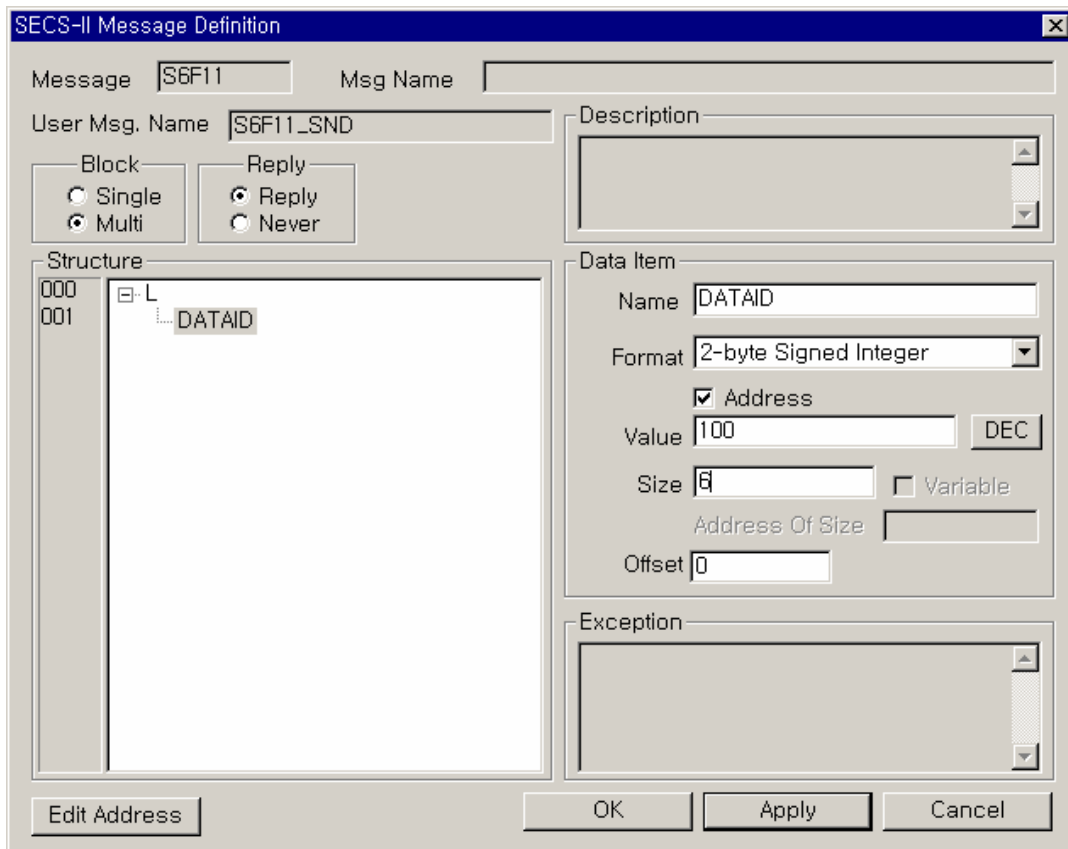 SECS-II Message Definition
Message S6F11 Msg Name
User Msg. Name S6F11_SND
Block
Single
Multi
Reply
Reply
Never
Description
Structure
000
001
L
DATAID
Data Item
Name DATAID
Format 2-byte Signed Integer
Address
Value 100 DEC
Size 6 Variable
Address Of Size
Offset 0
Exception
Edit Address
OK Apply Cancel